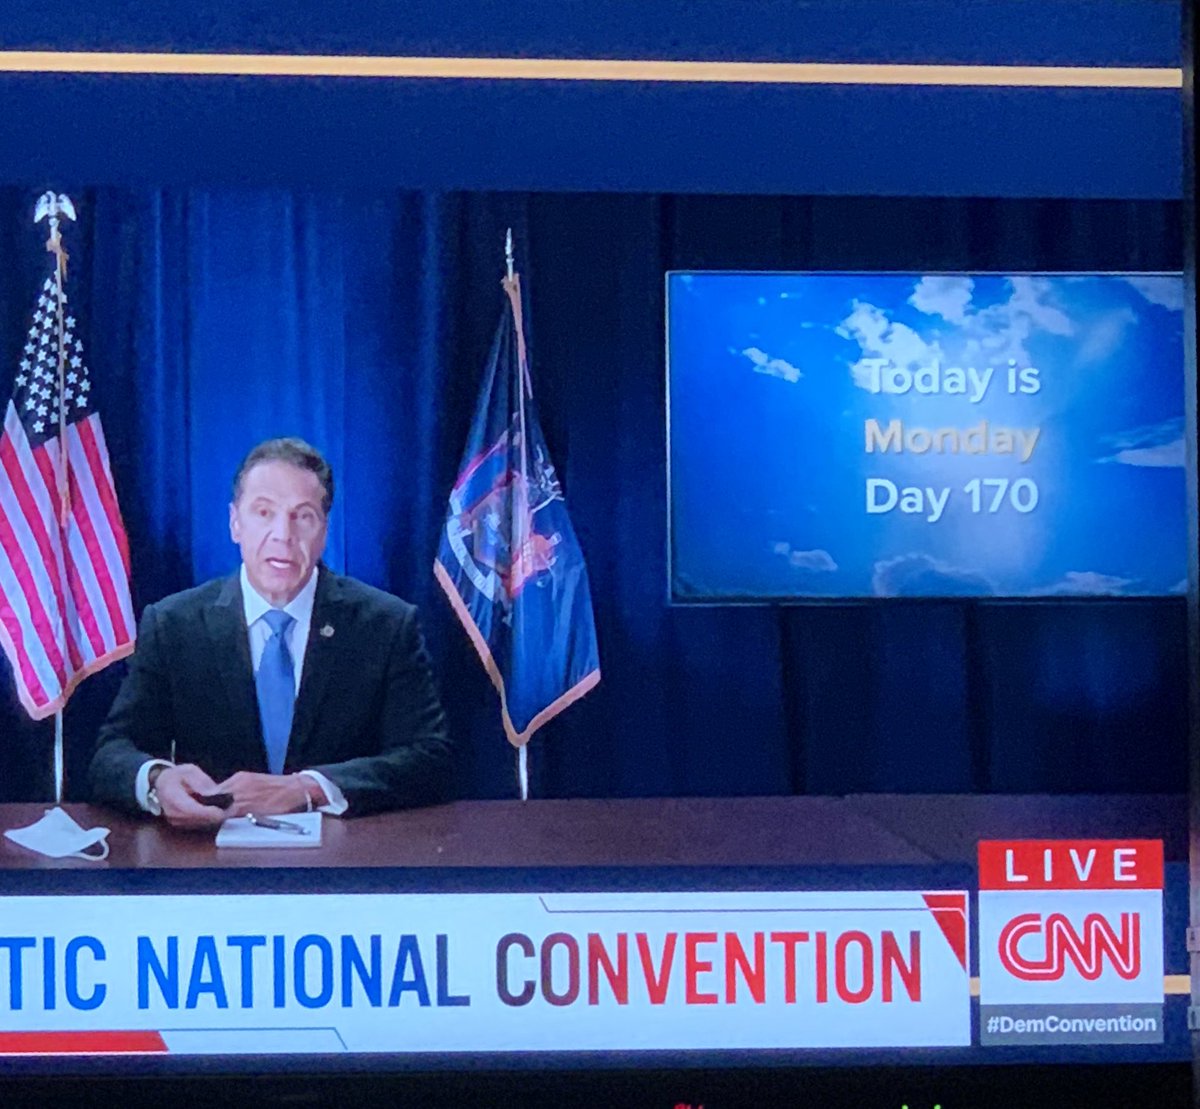 Today is
Monday
Day 170
TIC NATIONAL CONVENTION
LIVE
CNN
#DemConvention